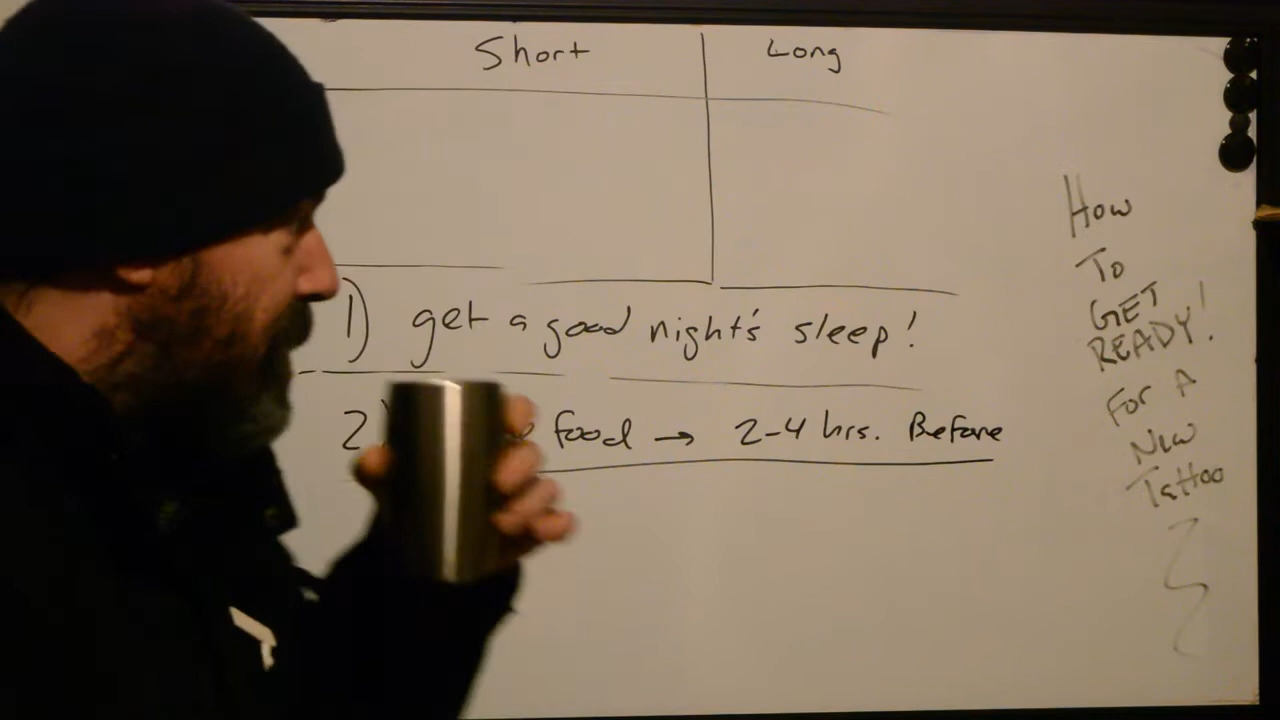 Short
Long
1) get a good night's sleep!
2) food → 2-4 hrs. Before
How
To
GET
READY!
For A
New
Tattoo